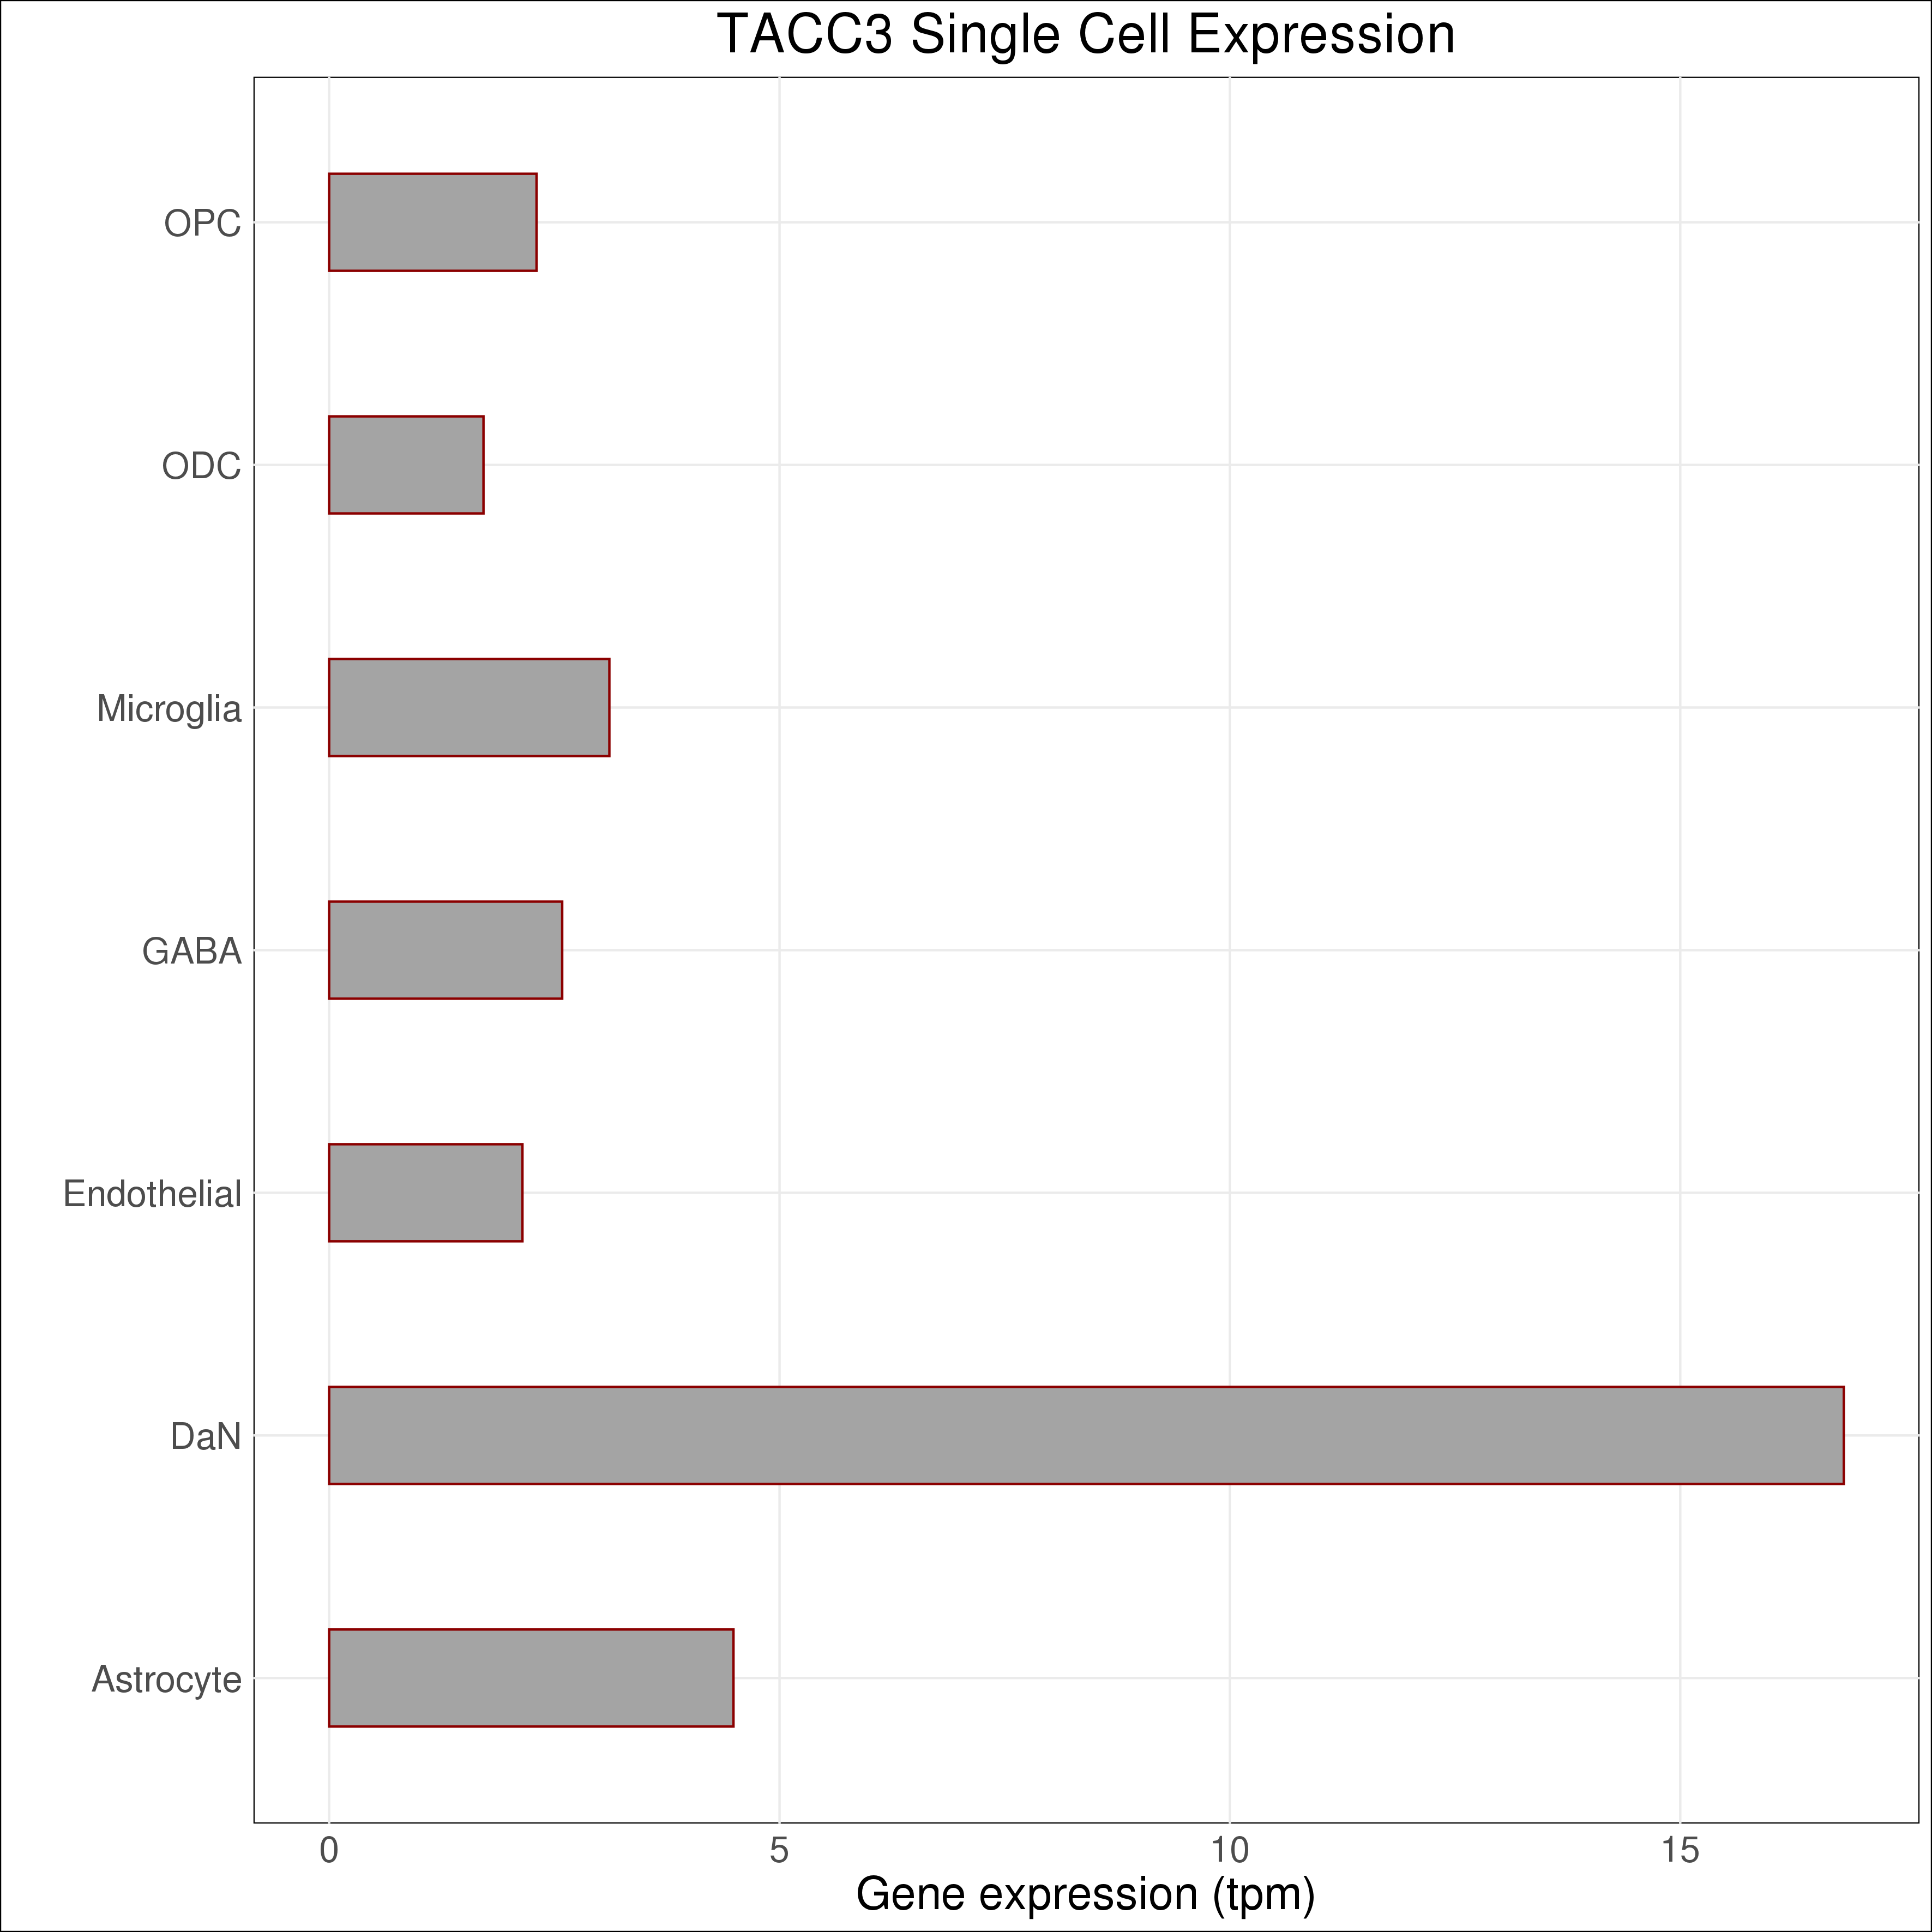 TACC3 Single Cell Expression
OPC
ODC
Microglia
GABA
Endothelial
DaN
Astrocyte
0 5 10 15
Gene expression (tpm)